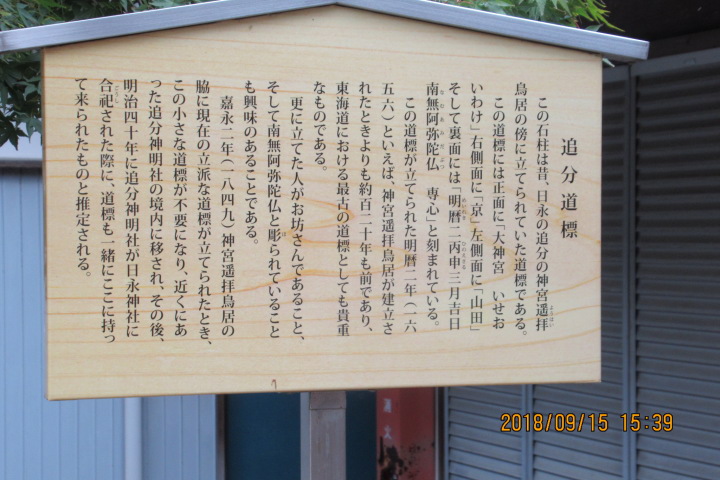 追分道標
この石柱は昔、日永の追分の神宮遥拝
鳥居の傍に立てられていた道標である。
この道標には正面に「大神宮 いせお
いわけ」右側面に「京」左側面に「山田」
そして裏面には「明暦二丙申三月吉日
南無阿弥陀仏 専心」と刻まれている。
この道標が立てられた明暦二年(一六
五六)といえば、神宮遥拝鳥居が建立さ
れたときよりも約百二十年も前であり、
東海道における最古の道標としても貴重
なものである。
更に立てた人がお坊さんであること、
そして南無阿弥陀仏と彫られていること
も興味のあることである。
嘉永二年(一八四九)神宮遥拝鳥居の
脇に現在の立派な道標が立てられたとき、
この小さな道標が不要になり、近くにあ
った追分神明社の境内に移され、その後、
明治四十年に追分神明社が日永神社に
合祀された際に、道標も一緒にここに持っ
て来られたものと推定される。
2018/09/15 15:39